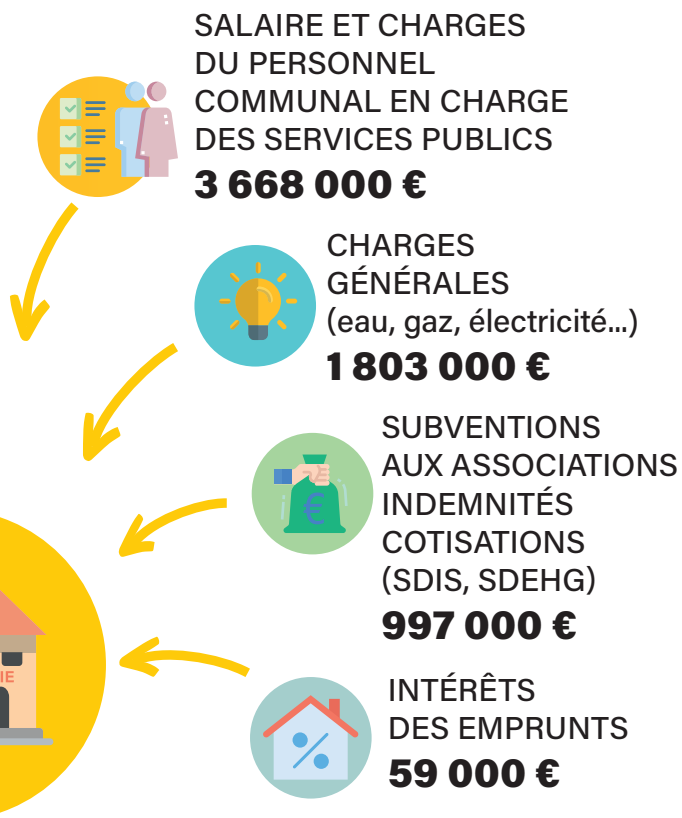 SALAIRE ET CHARGES
DU PERSONNEL
COMMUNAL EN CHARGE
DES SERVICES PUBLICS
3 668 000 €
CHARGES
GÉNÉRALES
(eau, gaz, électricité...)
1 803 000 €
SUBVENTIONS
AUX ASSOCIATIONS
INDEMNITÉS
COTISATIONS
(SDIS, SDEHG)
997 000 €
IE
INTÉRÊTS
DES EMPRUNTS
59 000 €